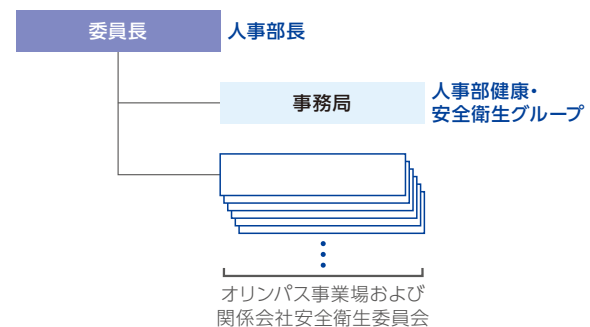 委員長
人事部長
事務局
人事部健康・
安全衛生グループ
オリンパス事業場および
関係会社安全衛生委員会